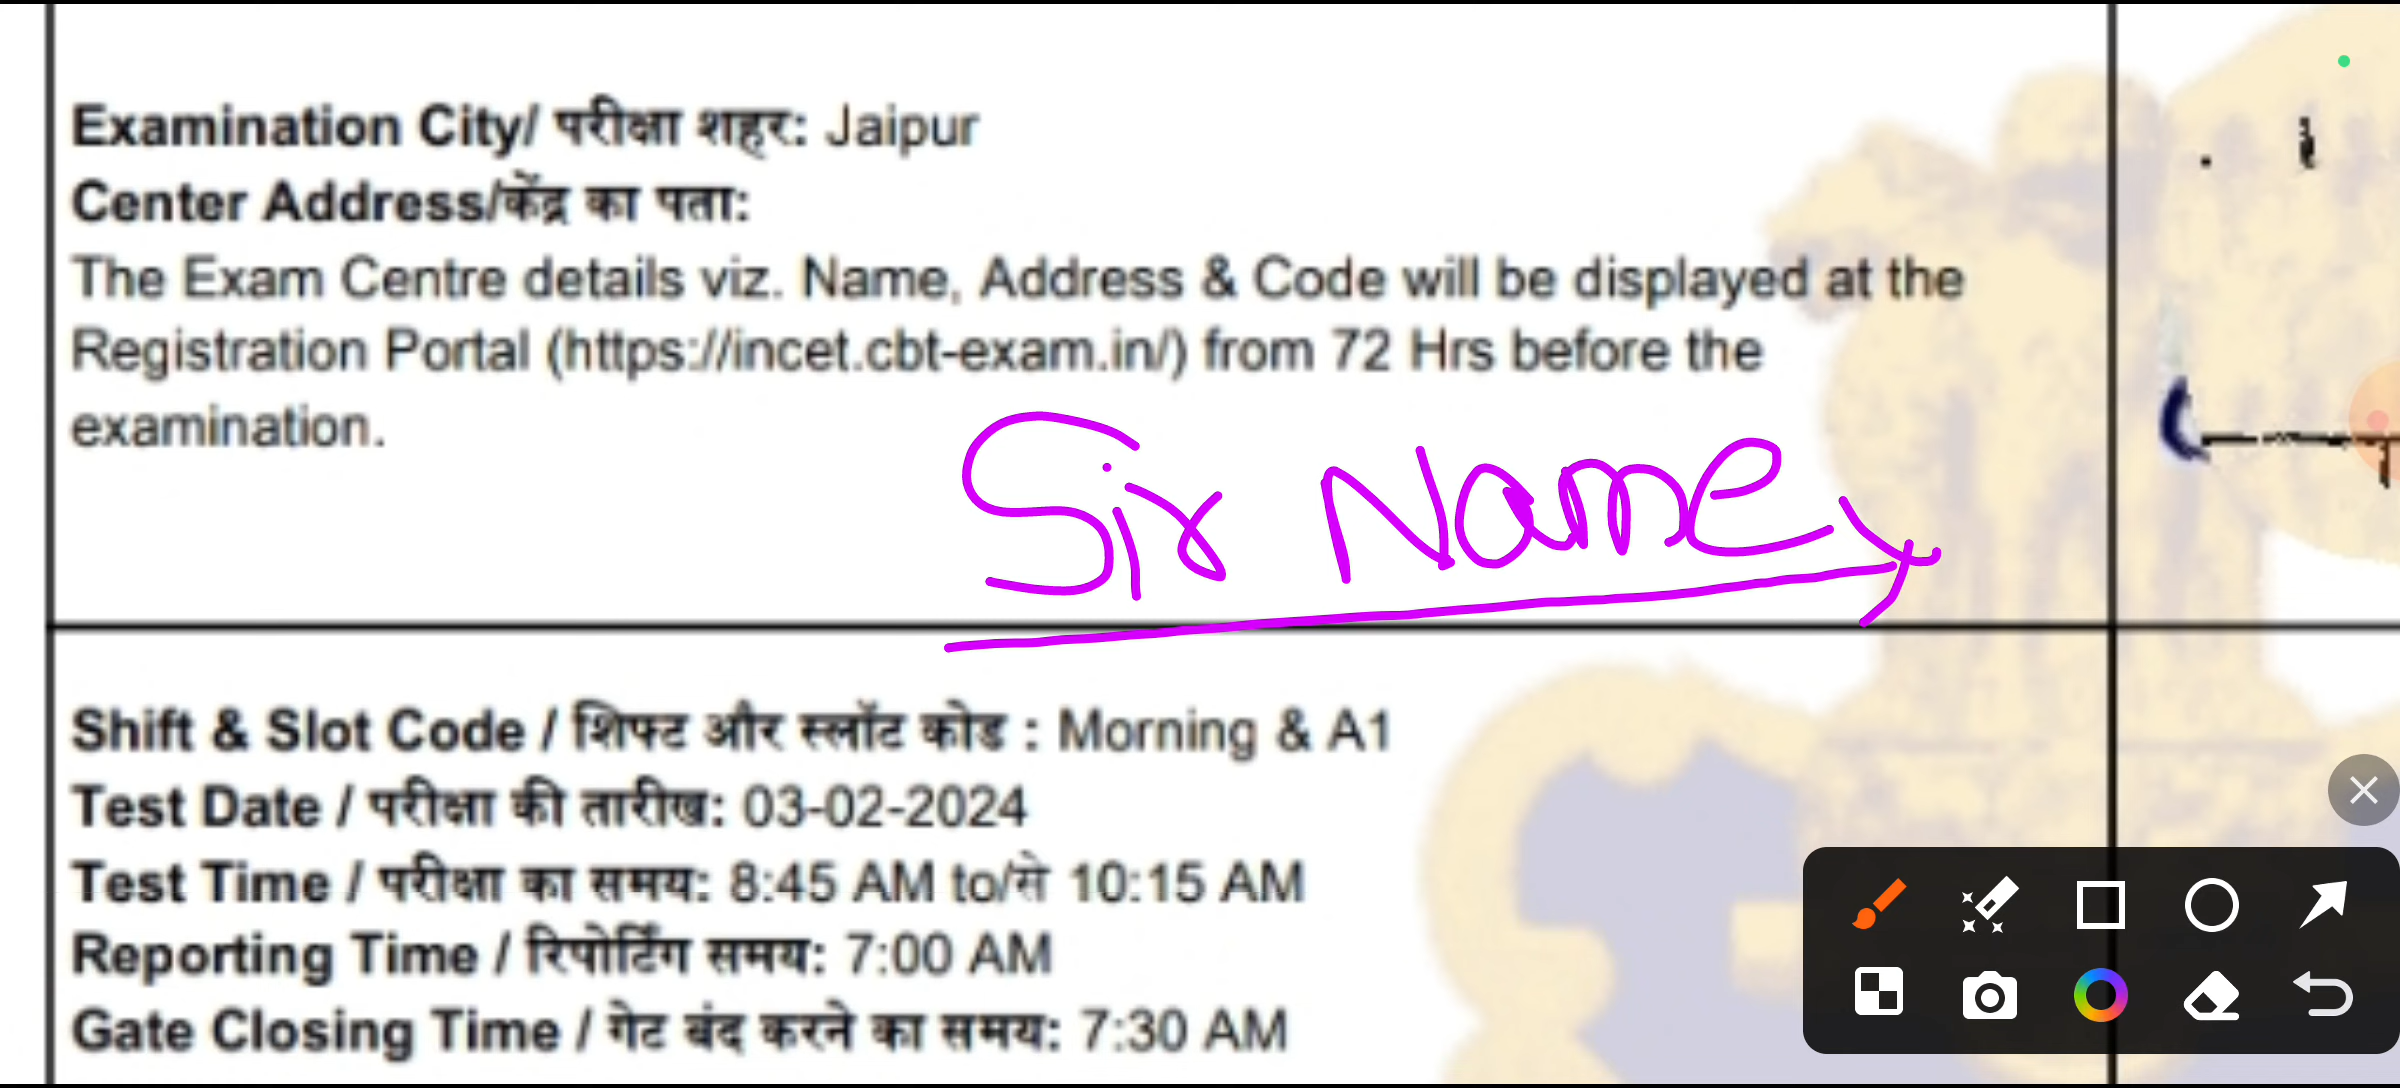 Examination City/ परीक्षा शहर: Jaipur
Center Address/केंद्र का पता:
The Exam Centre details viz. Name, Address & Code will be displayed at the
Registration Portal (https://incet.cbt-exam.in/) from 72 Hrs before the
examination.
Sir Name
Shift & Slot Code / शिफ्ट और स्लॉट कोड : Morning & A1
Test Date / परीक्षा की तारीख: 03-02-2024
Test Time / परीक्षा का समय: 8:45 AM to/से 10:15 AM
Reporting Time / रिपोर्टिंग समय: 7:00 AM
Gate Closing Time / गेट बंद करने का समय: 7:30 AM